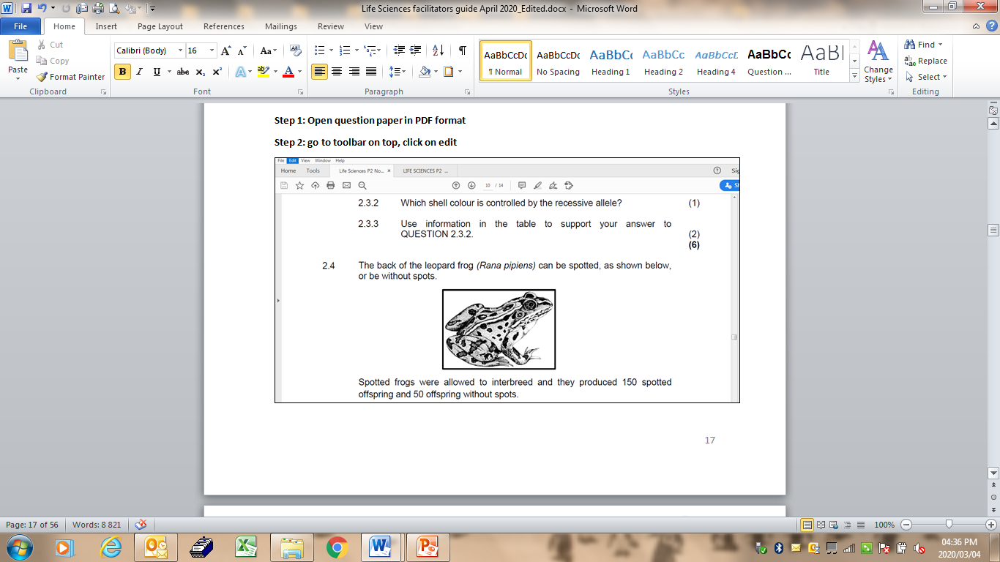 Life Sciences facilitators guide April 2020_Edited.docx - Microsoft Word
File Home Insert Page Layout References Mailings Review View
Paste
Cut
Copy
Format Painter
Clipboard
Calibri (Body) 16
Font
Paragraph
AaBbCcDc AaBbCcDc AaBbCc AaBbCc AaBbCcL AaBbCc AaBl
¶ Normal No Spacing Heading 1 Heading 2 Heading 4 Question ... Title
Styles
Change Styles
Find
Replace
Select
Editing
Step 1: Open question paper in PDF format
Step 2: go to toolbar on top, click on edit
File Edit View Window Help
Home Tools Life Sciences P2 No... × LIFE SCIENCES P2 ... Sig
10 / 14
2.3.2 Which shell colour is controlled by the recessive allele? (1)
2.3.3 Use information in the table to support your answer to
QUESTION 2.3.2. (2)
(6)
2.4 The back of the leopard frog (Rana pipiens) can be spotted, as shown below,
or be without spots.
Spotted frogs were allowed to interbreed and they produced 150 spotted
offspring and 50 offspring without spots.
17
Page: 17 of 56 Words: 8 821 100%
04:36 PM
2020/03/04